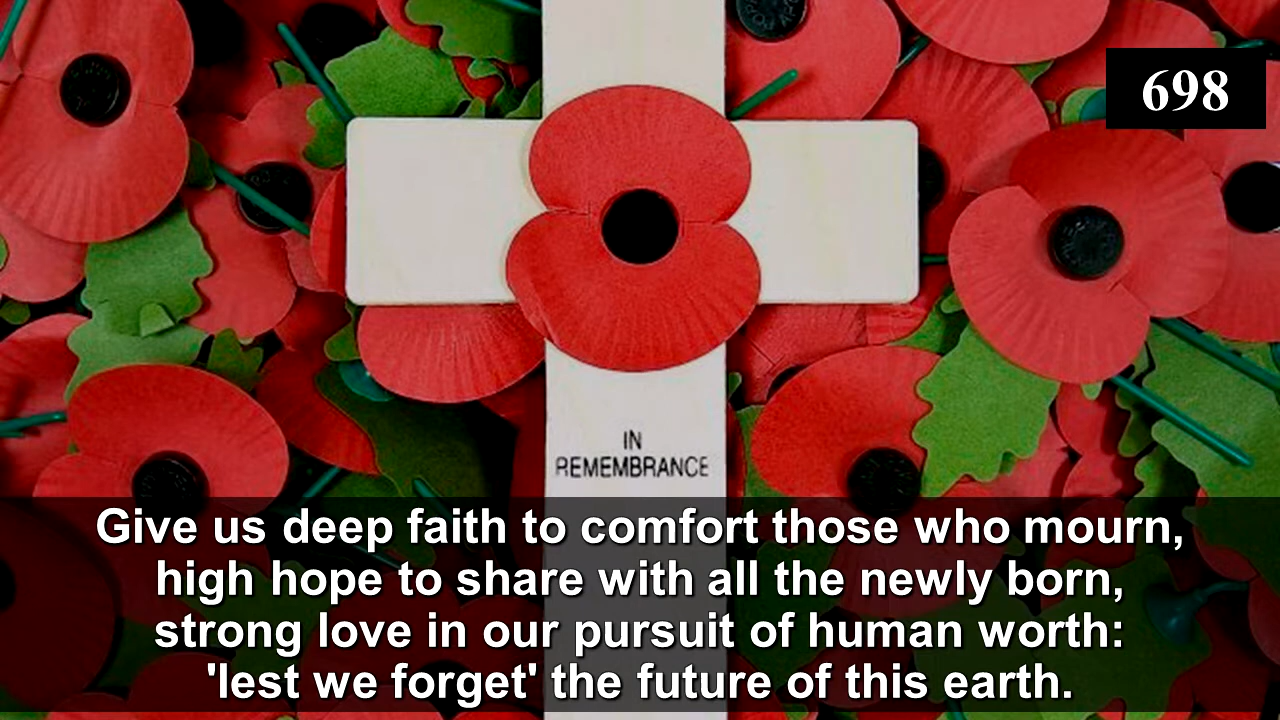 698
IN
REMEMBRANCE
Give us deep faith to comfort those who mourn,
high hope to share with all the newly born,
strong love in our pursuit of human worth:
'lest we forget' the future of this earth.